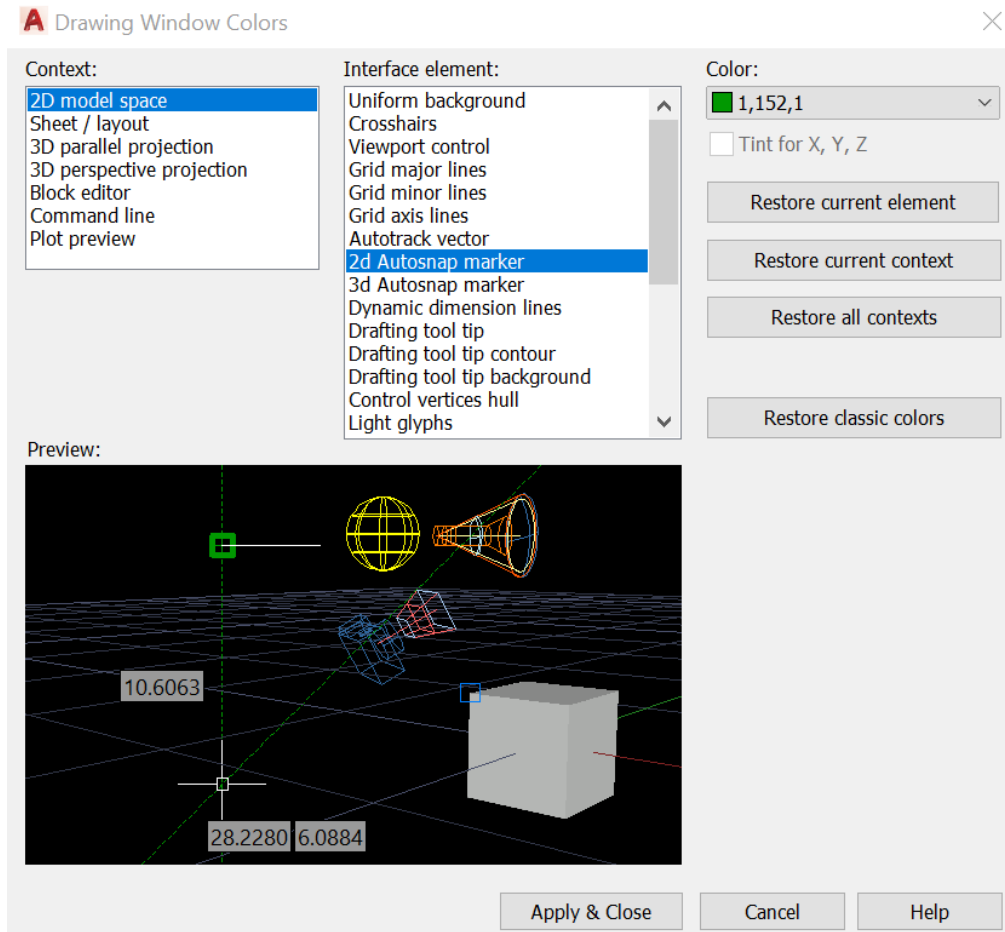 Drawing Window Colors
Context:
2D model space
Sheet / layout
3D parallel projection
3D perspective projection
Block editor
Command line
Plot preview
Interface element:
Uniform background
Crosshairs
Viewport control
Grid major lines
Grid minor lines
Grid axis lines
Autotrack vector
2d Autosnap marker
3d Autosnap marker
Dynamic dimension lines
Drafting tool tip
Drafting tool tip contour
Drafting tool tip background
Control vertices hull
Light glyphs
Color:
1,152,1
Tint for X, Y, Z
Restore current element
Restore current context
Restore all contexts
Restore classic colors
Preview:
10.6063
28.2280 6.0884
Apply & Close
Cancel
Help